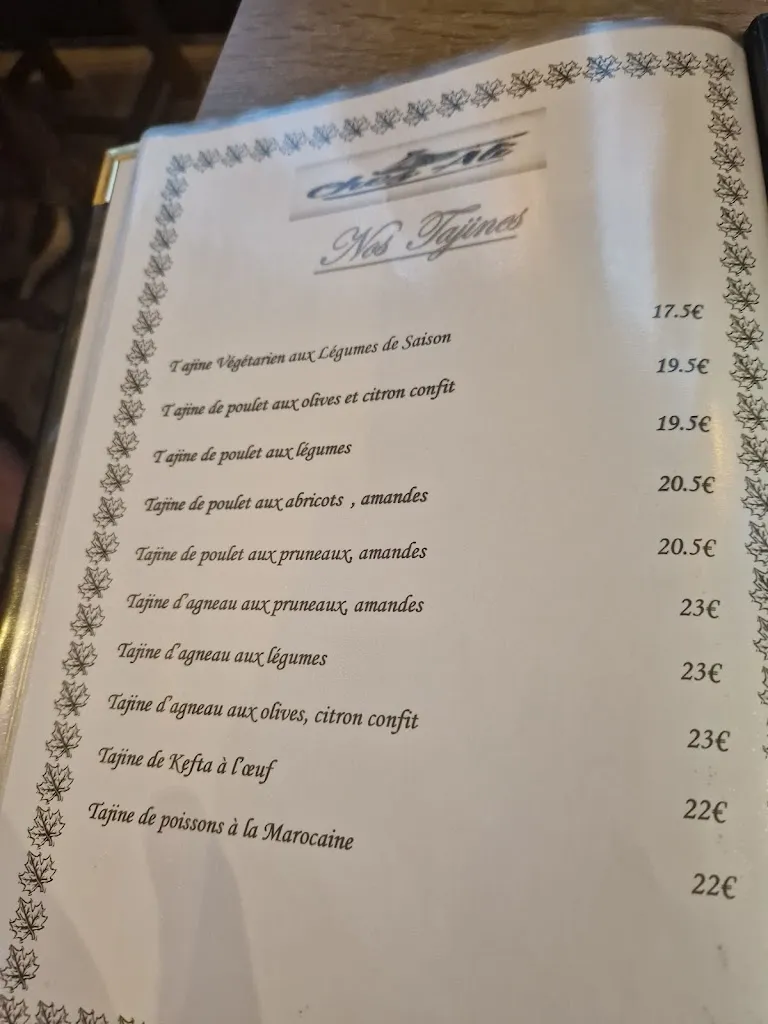 Chez Ali
Nos Tajines
Tajine Végétarien aux Légumes de Saison 17.5€
Tajine de poulet aux olives et citron confit 19.5€
Tajine de poulet aux légumes 19.5€
Tajine de poulet aux abricots , amandes 20.5€
Tajine de poulet aux pruneaux, amandes 20.5€
Tajine d'agneau aux pruneaux, amandes 23€
Tajine d'agneau aux légumes 23€
Tajine d'agneau aux olives, citron confit 23€
Tajine de Kefta à l'œuf 22€
Tajine de poissons à la Marocaine 22€